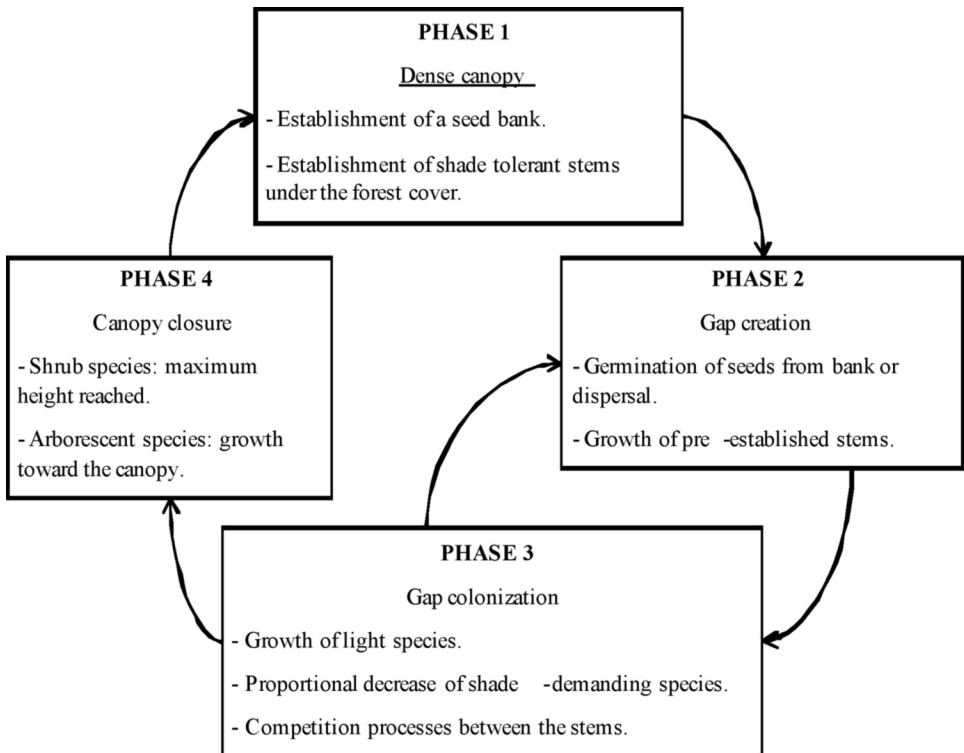 PHASE 1
Dense canopy
- Establishment of a seed bank.
- Establishment of shade tolerant stems
under the forest cover.
PHASE 2
Gap creation
- Germination of seeds from bank or
dispersal.
- Growth of pre -established stems.
PHASE 3
Gap colonization
- Growth of light species.
- Proportional decrease of shade -demanding species.
- Competition processes between the stems.
PHASE 4
Canopy closure
- Shrub species: maximum
height reached.
- Arborescent species: growth
toward the canopy.